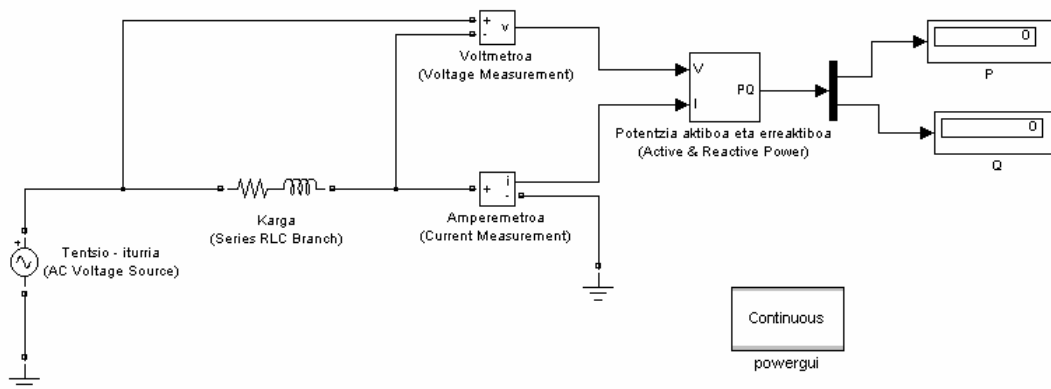 +
-
v
Voltmetroa
(Voltage Measurement)
V
I
PQ
Potentzia aktiboa eta erreaktiboa
(Active & Reactive Power)
0
P
0
Q
Karga
(Series RLC Branch)
+
i
-
Amperemetroa
(Current Measurement)
+
Tentsio - iturria
(AC Voltage Source)
Continuous
powergui